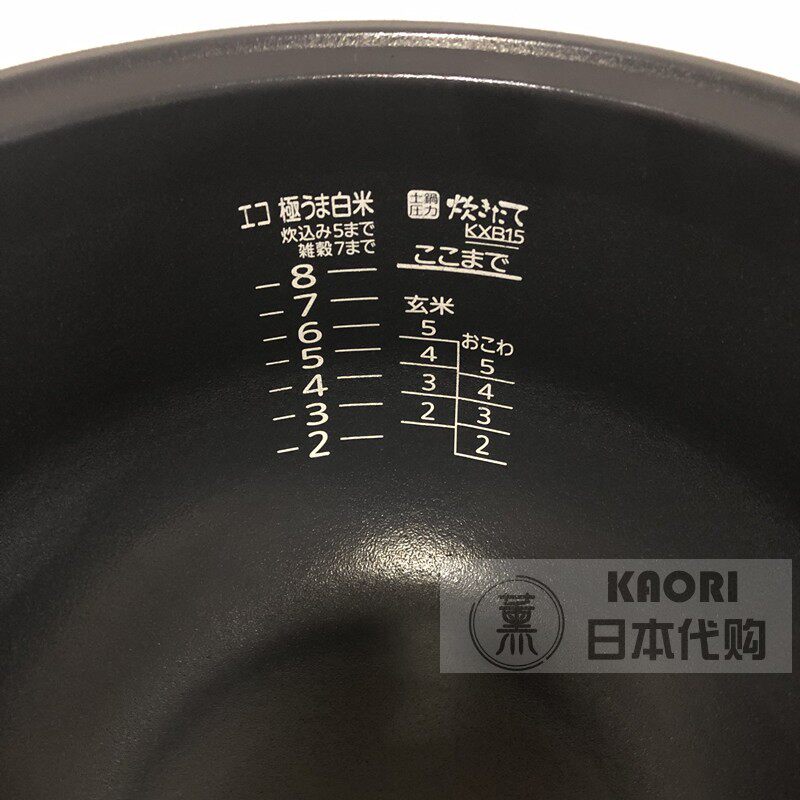 エコ 極うま白米
炊込み5まで
雑穀7まで
8
7
6
5
4
3
2
土鍋
圧力
炊きたて
KXB15
ここまで
玄米
5
4
3
2
おこわ
5
4
3
2
薫
KAORI
日本代购